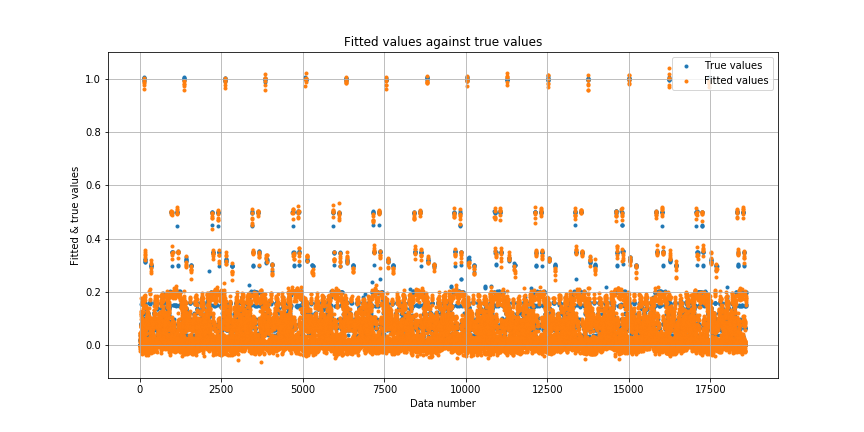 Fitted values against true values
True values
Fitted values
Fitted & true values
1.0
0.8
0.6
0.4
0.2
0.0
0
2500
5000
7500
10000
12500
15000
17500
Data number